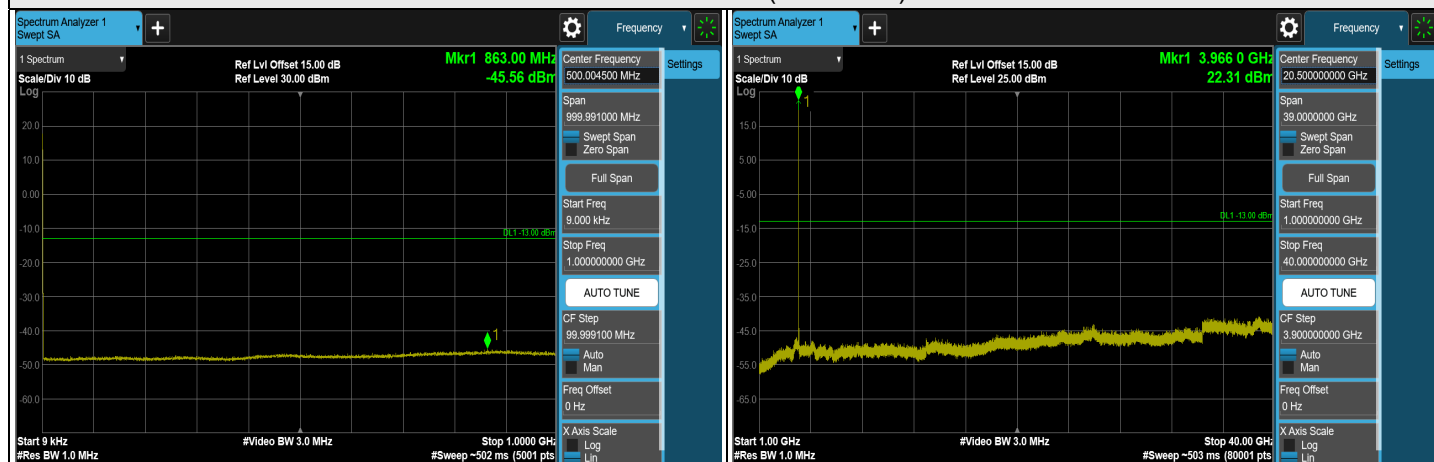 Spectrum Analyzer 1
Swept SA
+
Frequency
1 Spectrum
Scale/Div 10 dB
Log
Ref Lvl Offset 15.00 dB
Ref Level 30.00 dBm
Mkr1 863.00 MHz
-45.56 dBm
1
20.0
10.0
0.00
-10.0
-20.0
-30.0
-40.0
-50.0
-60.0
DL1 -13.00 dBm
1
Start 9 kHz
#Res BW 1.0 MHz
#Video BW 3.0 MHz
Stop 1.0000 GHz
#Sweep ~502 ms (5001 pts
Center Frequency
500.004500 MHz
Span
999.991000 MHz
Swept Span
Zero Span
Full Span
Start Freq
9.000 kHz
Stop Freq
1.000000000 GHz
AUTO TUNE
CF Step
99.999100 MHz
Auto
Man
Freq Offset
0 Hz
X Axis Scale
Log
Lin
Settings
Spectrum Analyzer 1
Swept SA
+
Frequency
1 Spectrum
Scale/Div 10 dB
Log
Ref Lvl Offset 15.00 dB
Ref Level 25.00 dBm
Mkr1 3.966 0 GHz
22.31 dBm
1
15.0
5.00
-5.00
-15.0
-25.0
-35.0
-45.0
-55.0
-65.0
DL1 -13.00 dBm
Start 1.00 GHz
#Res BW 1.0 MHz
#Video BW 3.0 MHz
Stop 40.00 GHz
#Sweep ~503 ms (80001 pts
Center Frequency
20.500000000 GHz
Span
39.0000000 GHz
Swept Span
Zero Span
Full Span
Start Freq
1.000000000 GHz
Stop Freq
40.000000000 GHz
AUTO TUNE
CF Step
3.900000000 GHz
Auto
Man
Freq Offset
0 Hz
X Axis Scale
Log
Lin
Settings